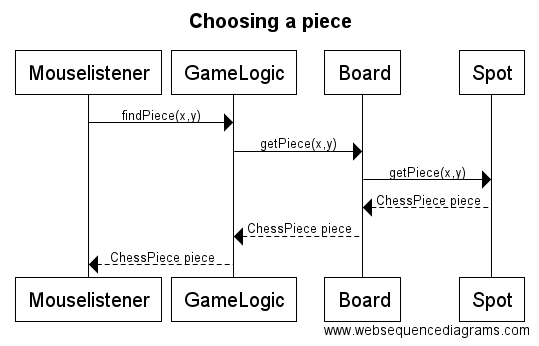 Choosing a piece
Mouselistener GameLogic Board Spot
findPiece(x,y)
getPiece(x,y)
getPiece(x,y)
ChessPiece piece
ChessPiece piece
ChessPiece piece
Mouselistener GameLogic Board Spot
www.websequencediagrams.com